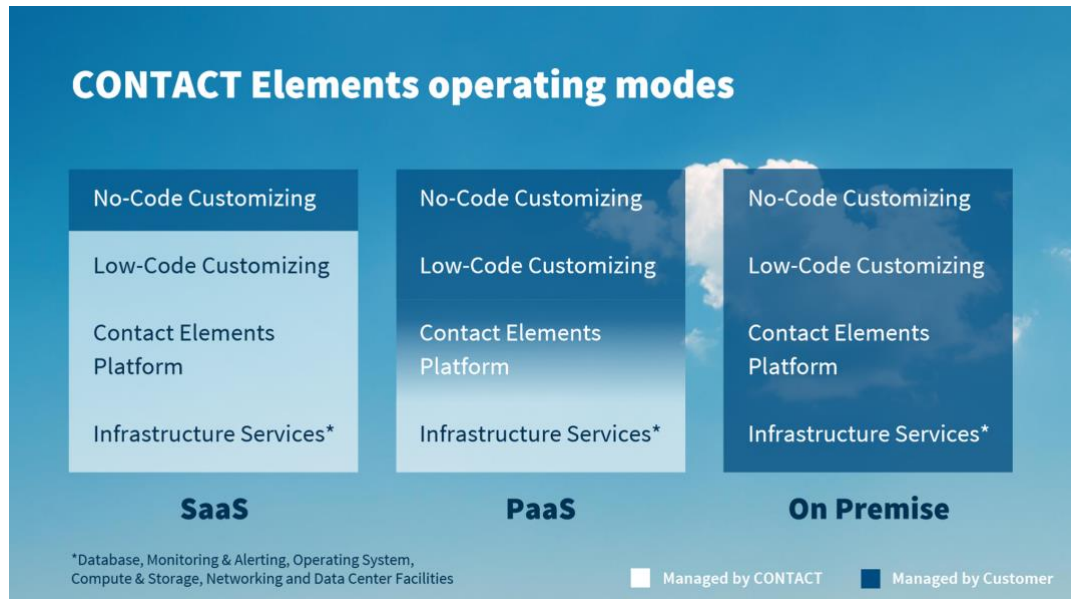 CONTACT Elements operating modes
No-Code Customizing
Low-Code Customizing
Contact Elements
Platform
Infrastructure Services*
SaaS
No-Code Customizing
Low-Code Customizing
Contact Elements
Platform
Infrastructure Services*
PaaS
No-Code Customizing
Low-Code Customizing
Contact Elements
Platform
Infrastructure Services*
On Premise
*Database, Monitoring & Alerting, Operating System,
Compute & Storage, Networking and Data Center Facilities
Managed by CONTACT
Managed by Customer